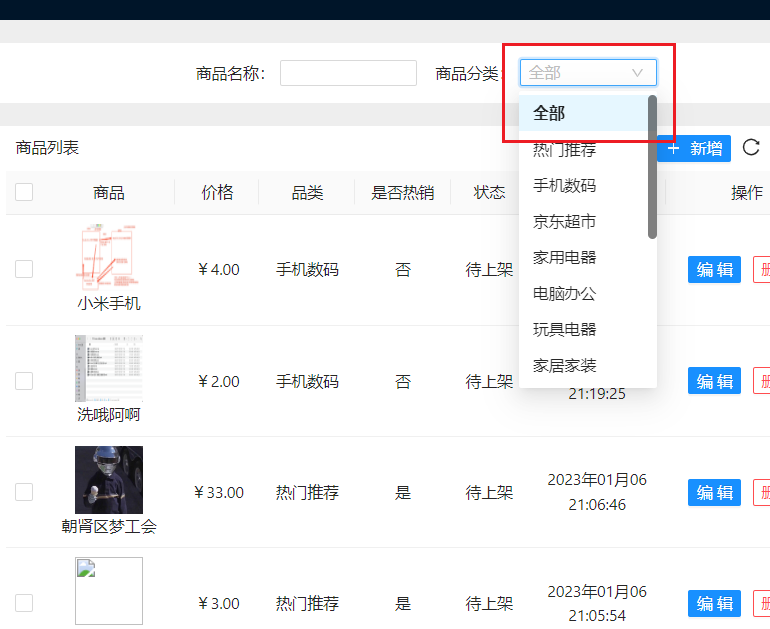 商品名称:
商品分类:
全部
全部
热门推荐
手机数码
京东超市
家用电器
电脑办公
玩具电器
家居家装
商品列表
+ 新增
商品 价格 品类 是否热销 状态 操作
¥4.00 手机数码 否 待上架 编辑
小米手机
¥2.00 手机数码 否 待上架 21:19:25 编辑
洗哦阿啊
¥33.00 热门推荐 是 待上架 2023年01月06 21:06:46 编辑
朝肾区梦工会
¥3.00 热门推荐 是 待上架 2023年01月06 21:05:54 编辑